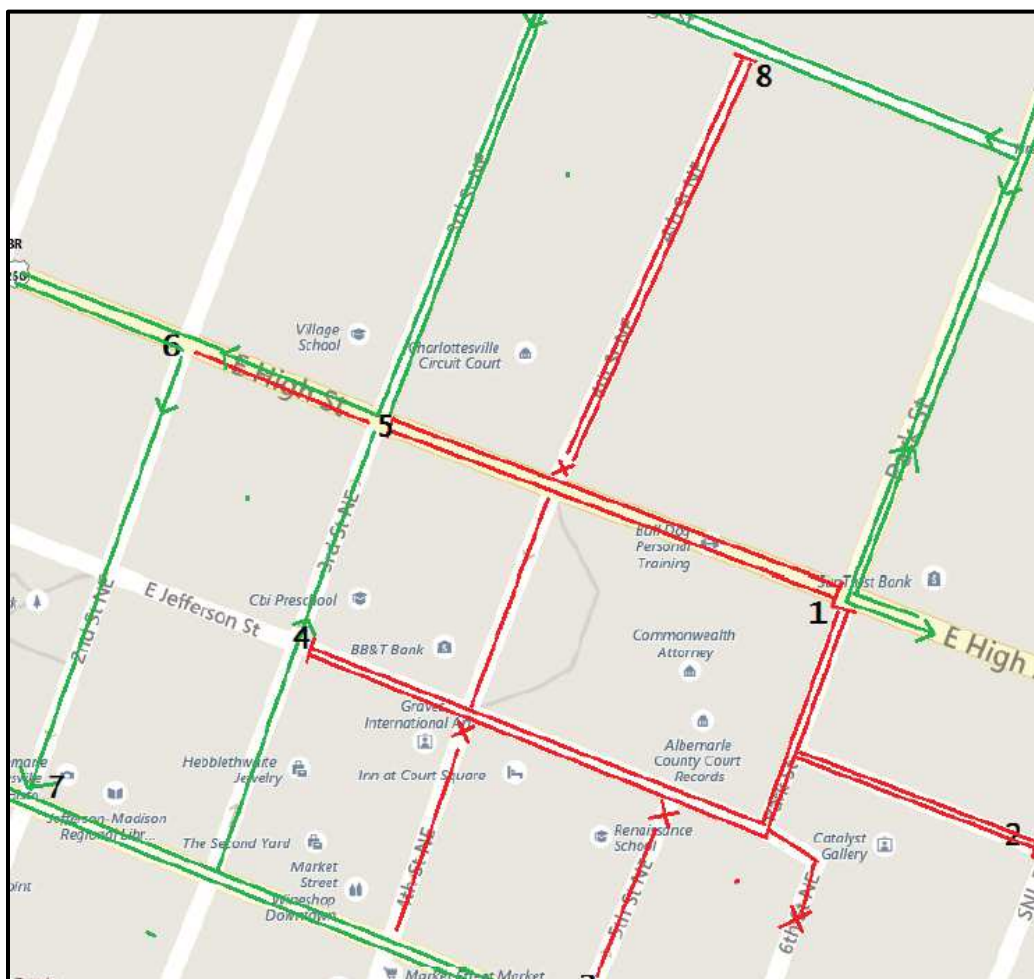 8
3rd St NE
4th St NE
BR
250
6
Village
School
Charlottesville
Circuit Court
4th St NE
E High St
5
Park St
3rd St NE
Bull Dog
Personal
Training
SunTrust Bank
1
E High
2nd St NE
E Jefferson St
Cbi Preschool
4
BB&T Bank
Commonwealth
Attorney
International
Albemarle
County Court
Records
Inn at Court Square
Hebblethwaite
Jewelry
7
Jefferson-Madison
Regional Libr...
The Second Yard
Renaissance
School
Catalyst
Gallery
2
Market
Street
Wineshop
Downtown
4th St NE
5th St NE
6th St NE
Market Street Market